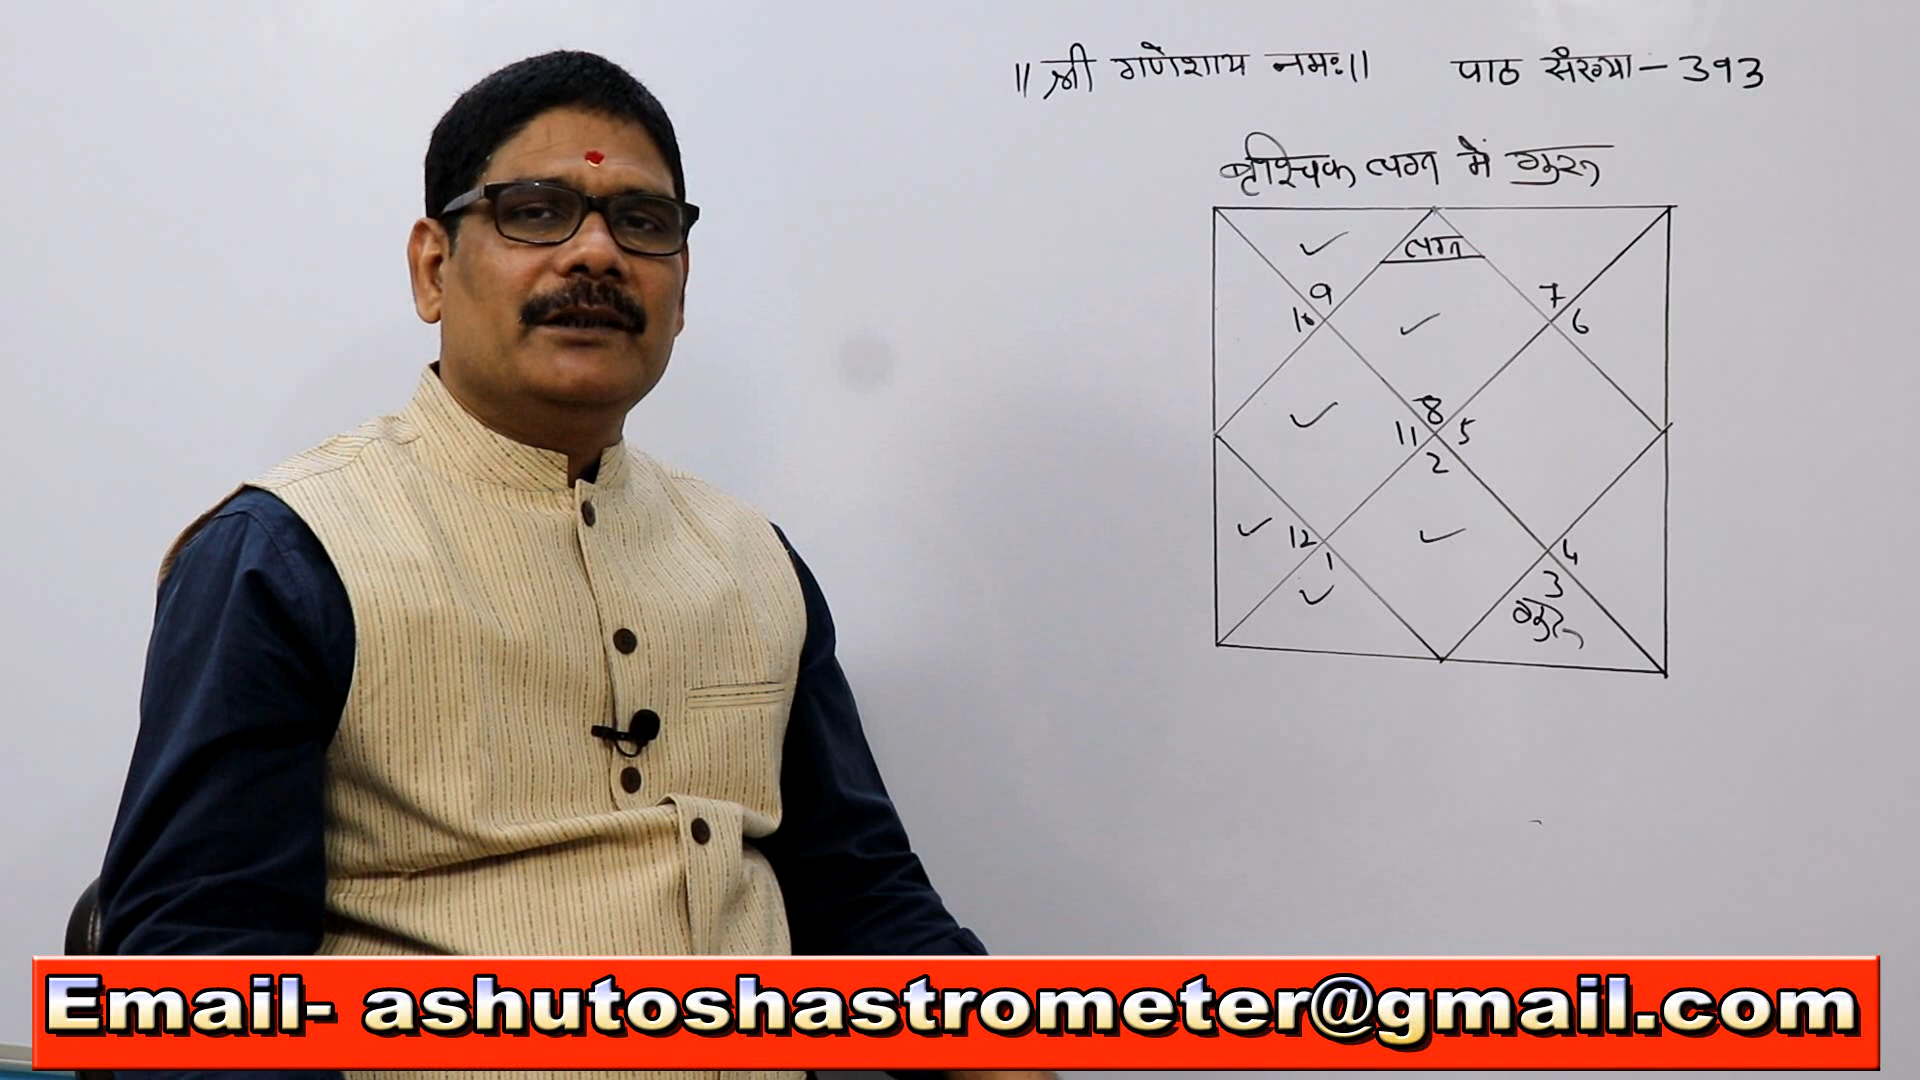 ॥ श्री गणेशाय नमः॥ पाठ संख्या - 393
वृश्चिक लग्न में गुरु
लग्न
9 7
10 6
8
11 5
2
12 4
1 3
गुरु
Email- ashutoshastrometer@gmail.com